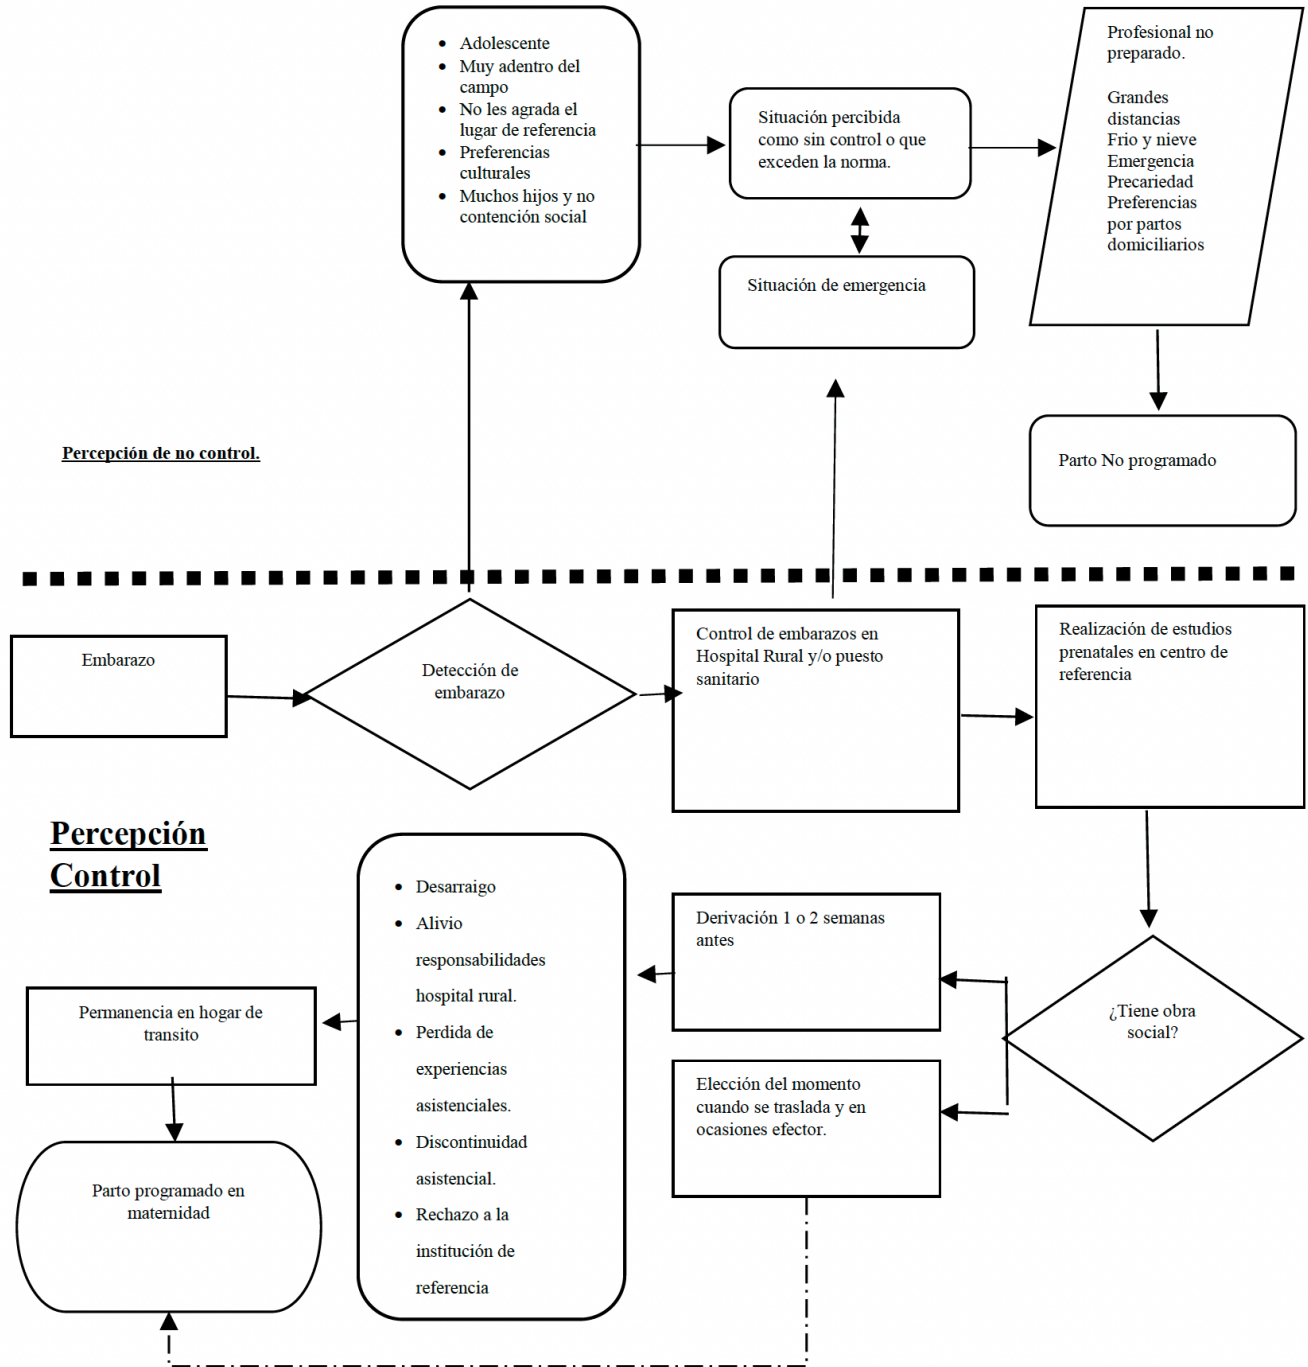 • Adolescente
• Muy adentro del
campo
• No les agrada el
lugar de referencia
• Preferencias
culturales
• Muchos hijos y no
contención social
Situación percibida
como sin control o que
exceden la norma.
Situación de emergencia
Profesional no
preparado.
Grandes
distancias
Frio y nieve
Emergencia
Precariedad
Preferencias
por partos
domiciliarios
Parto No programado
Percepción de no control.
Embarazo
Detección de
embarazo
Control de embarazos en
Hospital Rural y/o puesto
sanitario
Realización de estudios
prenatales en centro de
referencia
Percepción
Control
• Desarraigo
• Alivio
responsabilidades
hospital rural.
• Perdida de
experiencias
asistenciales.
• Discontinuidad
asistencial.
• Rechazo a la
institución de
referencia
Derivación 1 o 2 semanas
antes
¿Tiene obra
social?
Elección del momento
cuando se traslada y en
ocasiones efector.
Permanencia en hogar de
transito
Parto programado en
maternidad